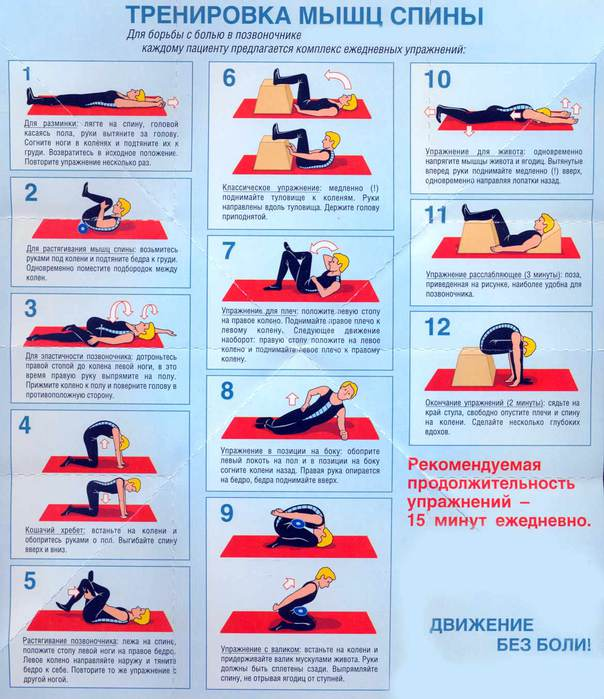 ТРЕНИРОВКА МЫШЦ СПИНЫ
Для борьбы с болью в позвоночнике
каждому пациенту предлагается комплекс ежедневных упражнений:
1
Для разминки: лягте на спину, головой
касаясь пола, руки вытяните за голову.
Согните ноги в коленях и подтяните их к
груди. Возвратитесь в исходное положение.
Повторите упражнение несколько раз.
2
Для растягивания мышц спины: возьмитесь
руками под колени и подтяните бедра к груди.
Одновременно поместите подбородок между
колен.
3
Для эластичности позвоночника: дотроньтесь
правой стопой до колена левой ноги, в это
время правую руку выпрямите на полу.
Прижмите колено к полу и поверните голову в
противоположную сторону.
4
Кошачий хребет: встаньте на колени и
обопритесь руками о пол. Выгибайте спину
вверх и вниз.
5
Растягивание позвоночника: лежа на спине,
положите стопу левой ноги на правое бедро.
Левое колено направляйте наружу и тяните
бедро к себе. Повторите то же упражнение с
другой ногой.
6
Классическое упражнение: медленно (!)
поднимайте туловище к коленям. Руки
направлены вдоль туловища. Держите голову
приподнятой.
7
Упражнение для плеч: положите левую стопу
на правое колено. Поднимайте правое плечо к
левому колену. Следующее движение
наоборот: правую стопу положите на левое
колено и поднимайте левое плечо к правому
колену.
8
Упражнение в позиции на боку: обоприте
левый локоть на пол и в позиции на боку
согните колени назад. Правая рука опирается
на бедро, бедра поднимайте вверх.
9
Упражнение с валиком: встаньте на колени и
придерживайте валик мускулами живота. Руки
должны быть сплетены сзади. Выпрямляйте
спину, не отрывая ягодиц от ступней.
10
Упражнение для живота: одновременно
напрягите мышцы живота и ягодиц. Вытянутые
вперед руки поднимайте медленно (!) вверх,
одновременно направляя лопатки назад.
11
Упражнение расслабляющее (3 минуты): поза,
приведенная на рисунке, наиболее удобна для
позвоночника.
12
Окончание упражнений (2 минуты): сядьте на
край стула, свободно опустите плечи и спину
на колени. Сделайте несколько глубоких
вдохов.
Рекомендуемая
продолжительность
упражнений –
15 минут ежедневно.
ДВИЖЕНИЕ
БЕЗ БОЛИ!